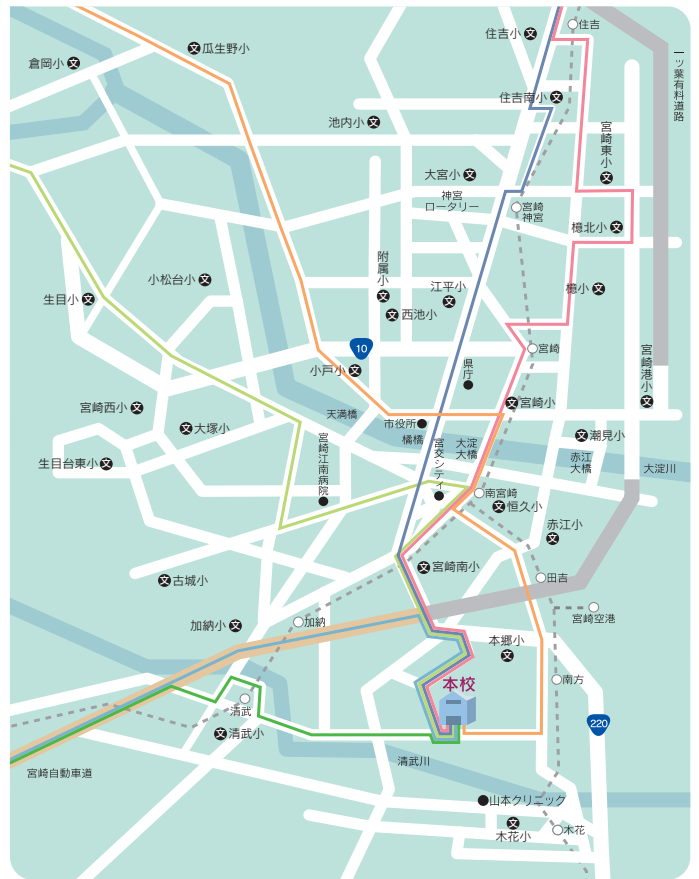 住吉小
住吉
瓜生野小
倉岡小
一ッ葉有料道路
住吉南小
池内小
宮崎東小
大宮小
神宮
ロータリー
宮崎
神宮
檍北小
附属小
小松台小
江平小
檍小
生目小
西池小
10
宮崎
県庁
宮崎港小
小戸小
宮崎西小
宮崎小
天満橋
市役所
大塚小
橘橋
宮交シティ
大淀
大橋
潮見小
宮崎江南病院
生目台東小
赤江
大橋
大淀川
南宮崎
恒久小
赤江小
宮崎南小
古城小
田吉
加納小
加納
宮崎空港
本郷小
本校
南方
清武
220
清武小
清武川
宮崎自動車道
山本クリニック
木花小
木花